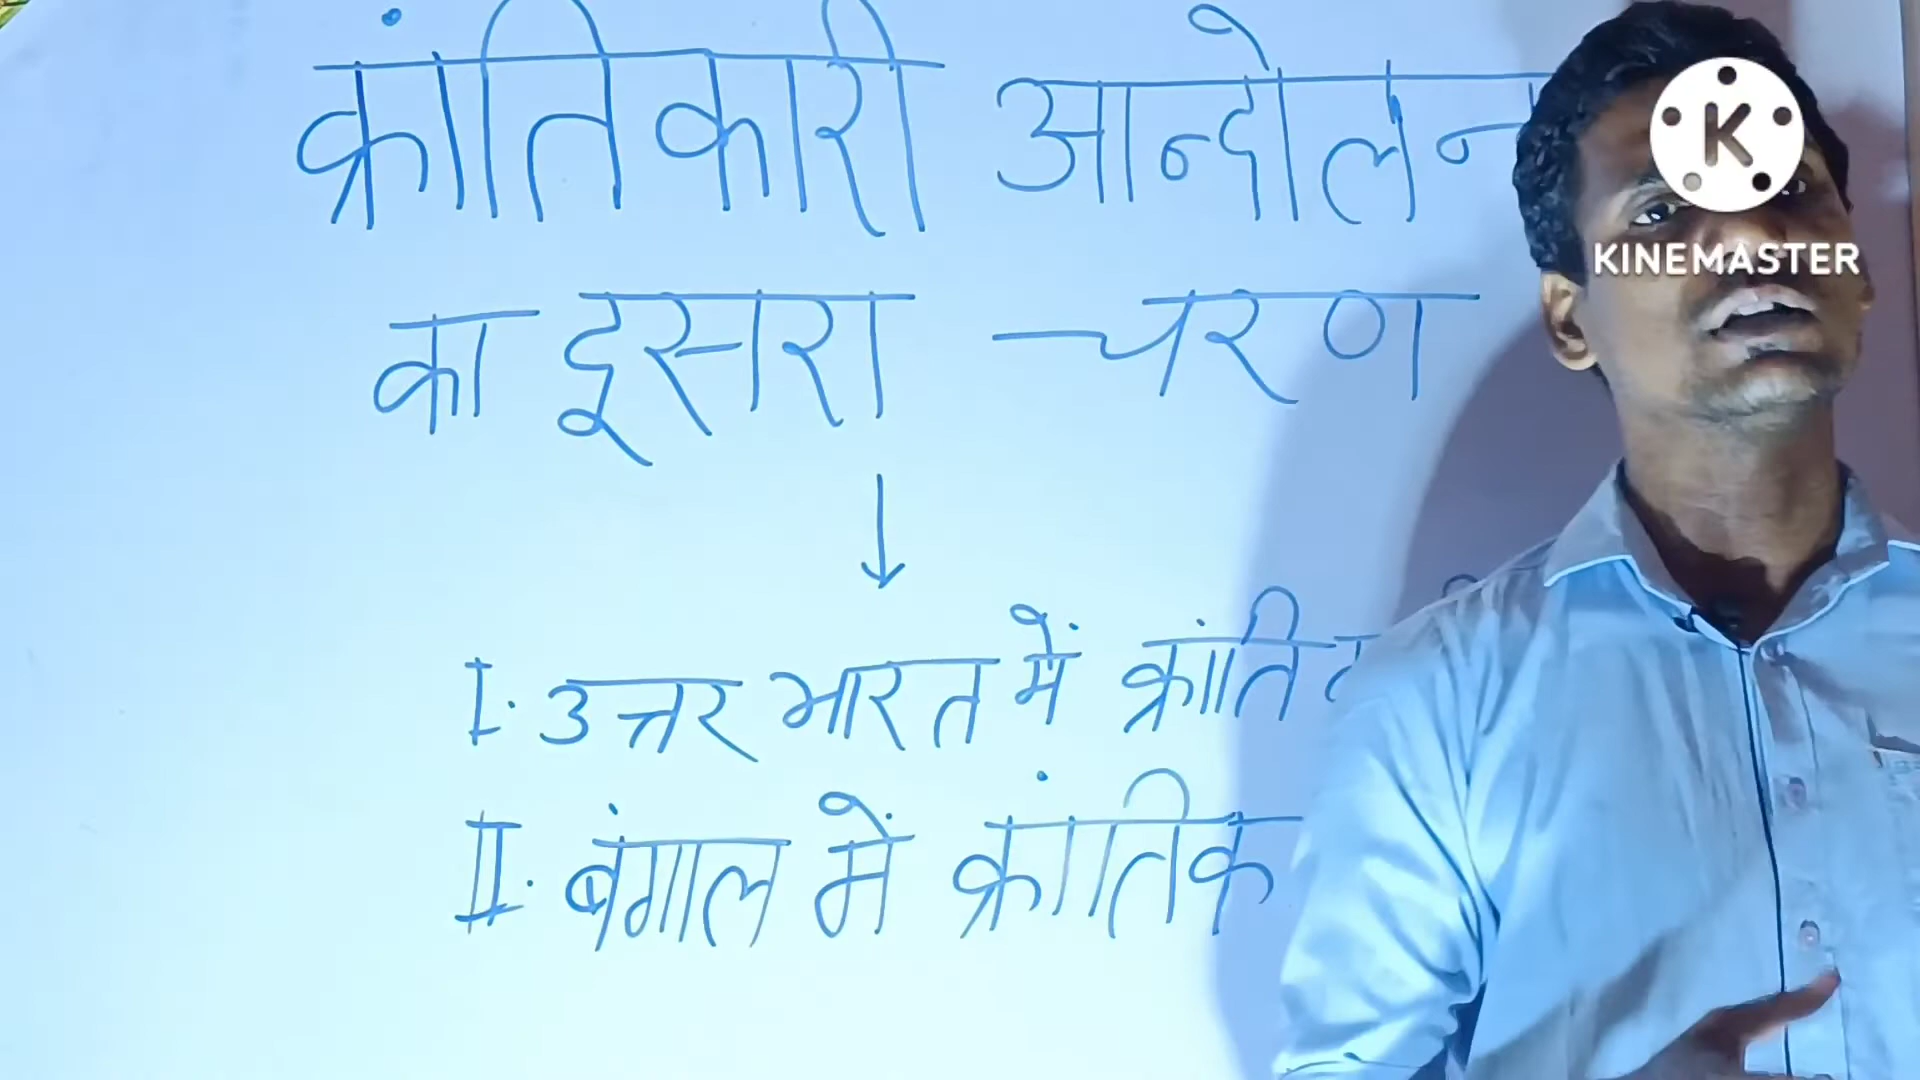 क्रांतिकारी आन्दोलन
का दूसरा चरण
I. उत्तर भारत में
II. बंगाल में
K
KINEMASTER